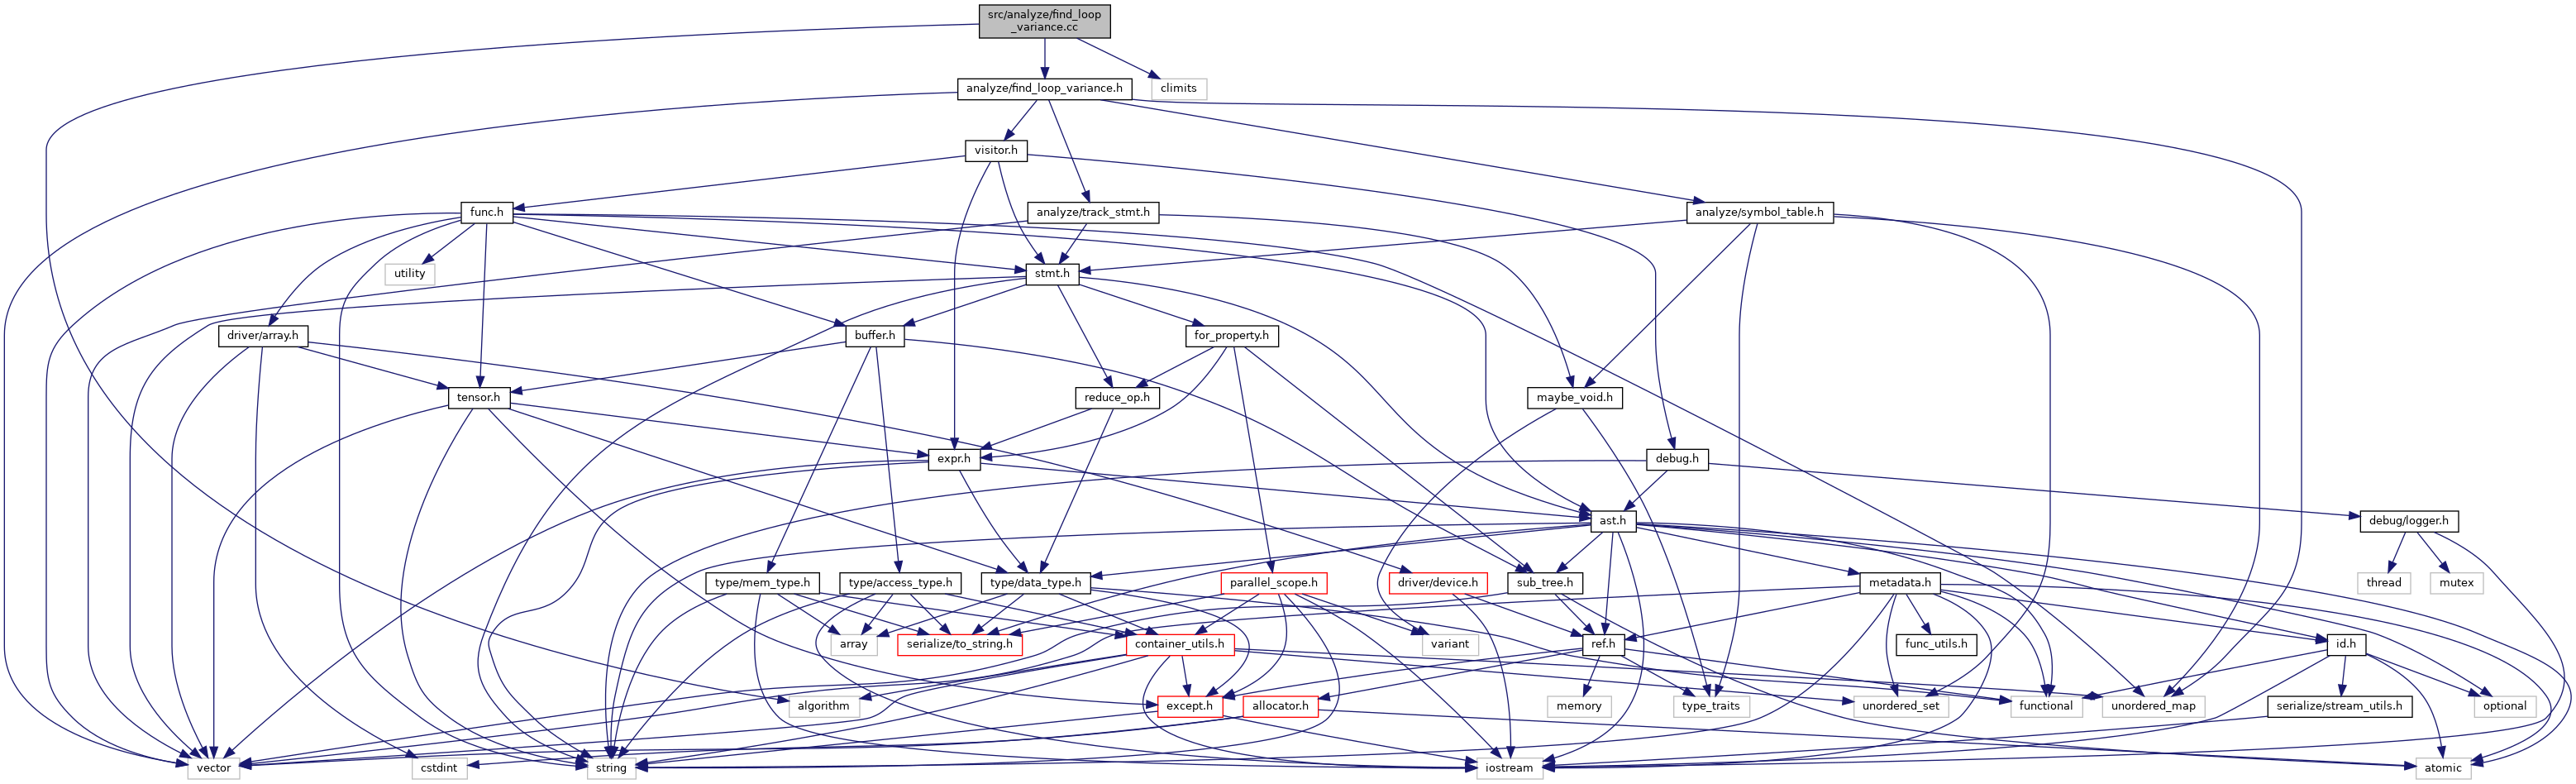 src/analyze/find_loop
_variance.cc
analyze/find_loop_variance.h
climits
visitor.h
func.h
analyze/track_stmt.h
analyze/symbol_table.h
utility
stmt.h
driver/array.h
buffer.h
for_property.h
tensor.h
reduce_op.h
maybe_void.h
expr.h
debug.h
ast.h
debug/logger.h
type/mem_type.h
type/access_type.h
type/data_type.h
parallel_scope.h
driver/device.h
sub_tree.h
metadata.h
thread
mutex
array
serialize/to_string.h
container_utils.h
variant
ref.h
func_utils.h
id.h
algorithm
except.h
allocator.h
memory
type_traits
unordered_set
functional
unordered_map
serialize/stream_utils.h
optional
vector
cstdint
string
iostream
atomic